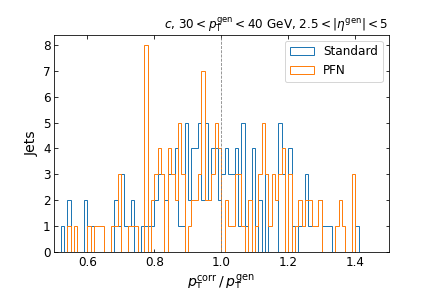 c, 30 < p_T^gen < 40 GeV, 2.5 < |η^gen| < 5
Standard
PFN
Jets
8
7
6
5
4
3
2
1
0
0.6 0.8 1.0 1.2 1.4
p_T^corr / p_T^gen